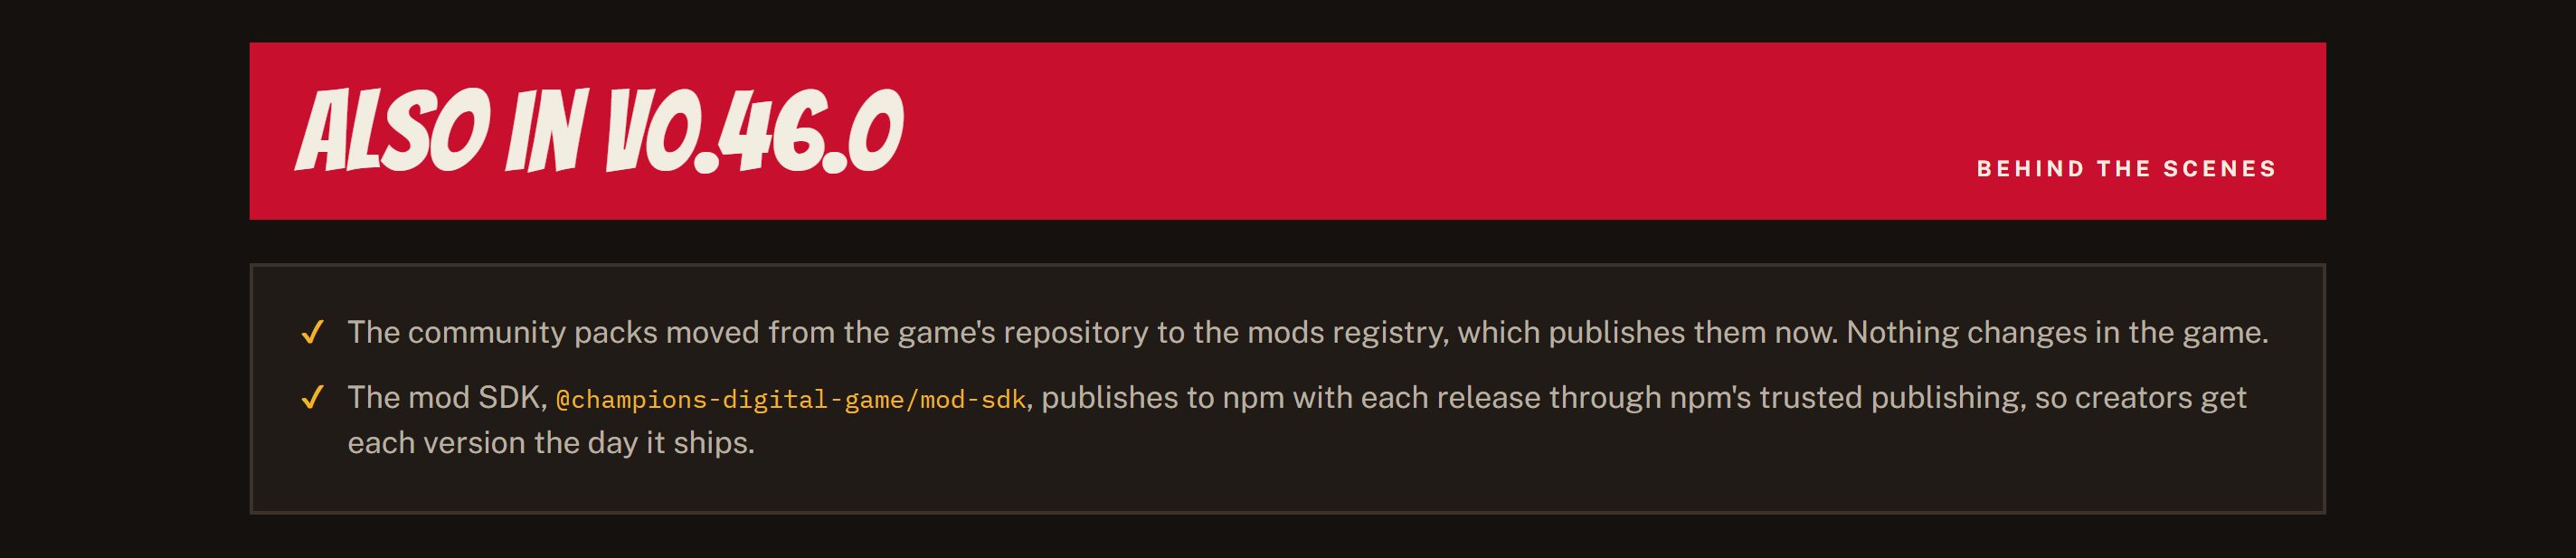 ALSO IN V0.46.0
BEHIND THE SCENES
✓ The community packs moved from the game's repository to the mods registry, which publishes them now. Nothing changes in the game.
✓ The mod SDK, @champions-digital-game/mod-sdk, publishes to npm with each release through npm's trusted publishing, so creators get
each version the day it ships.